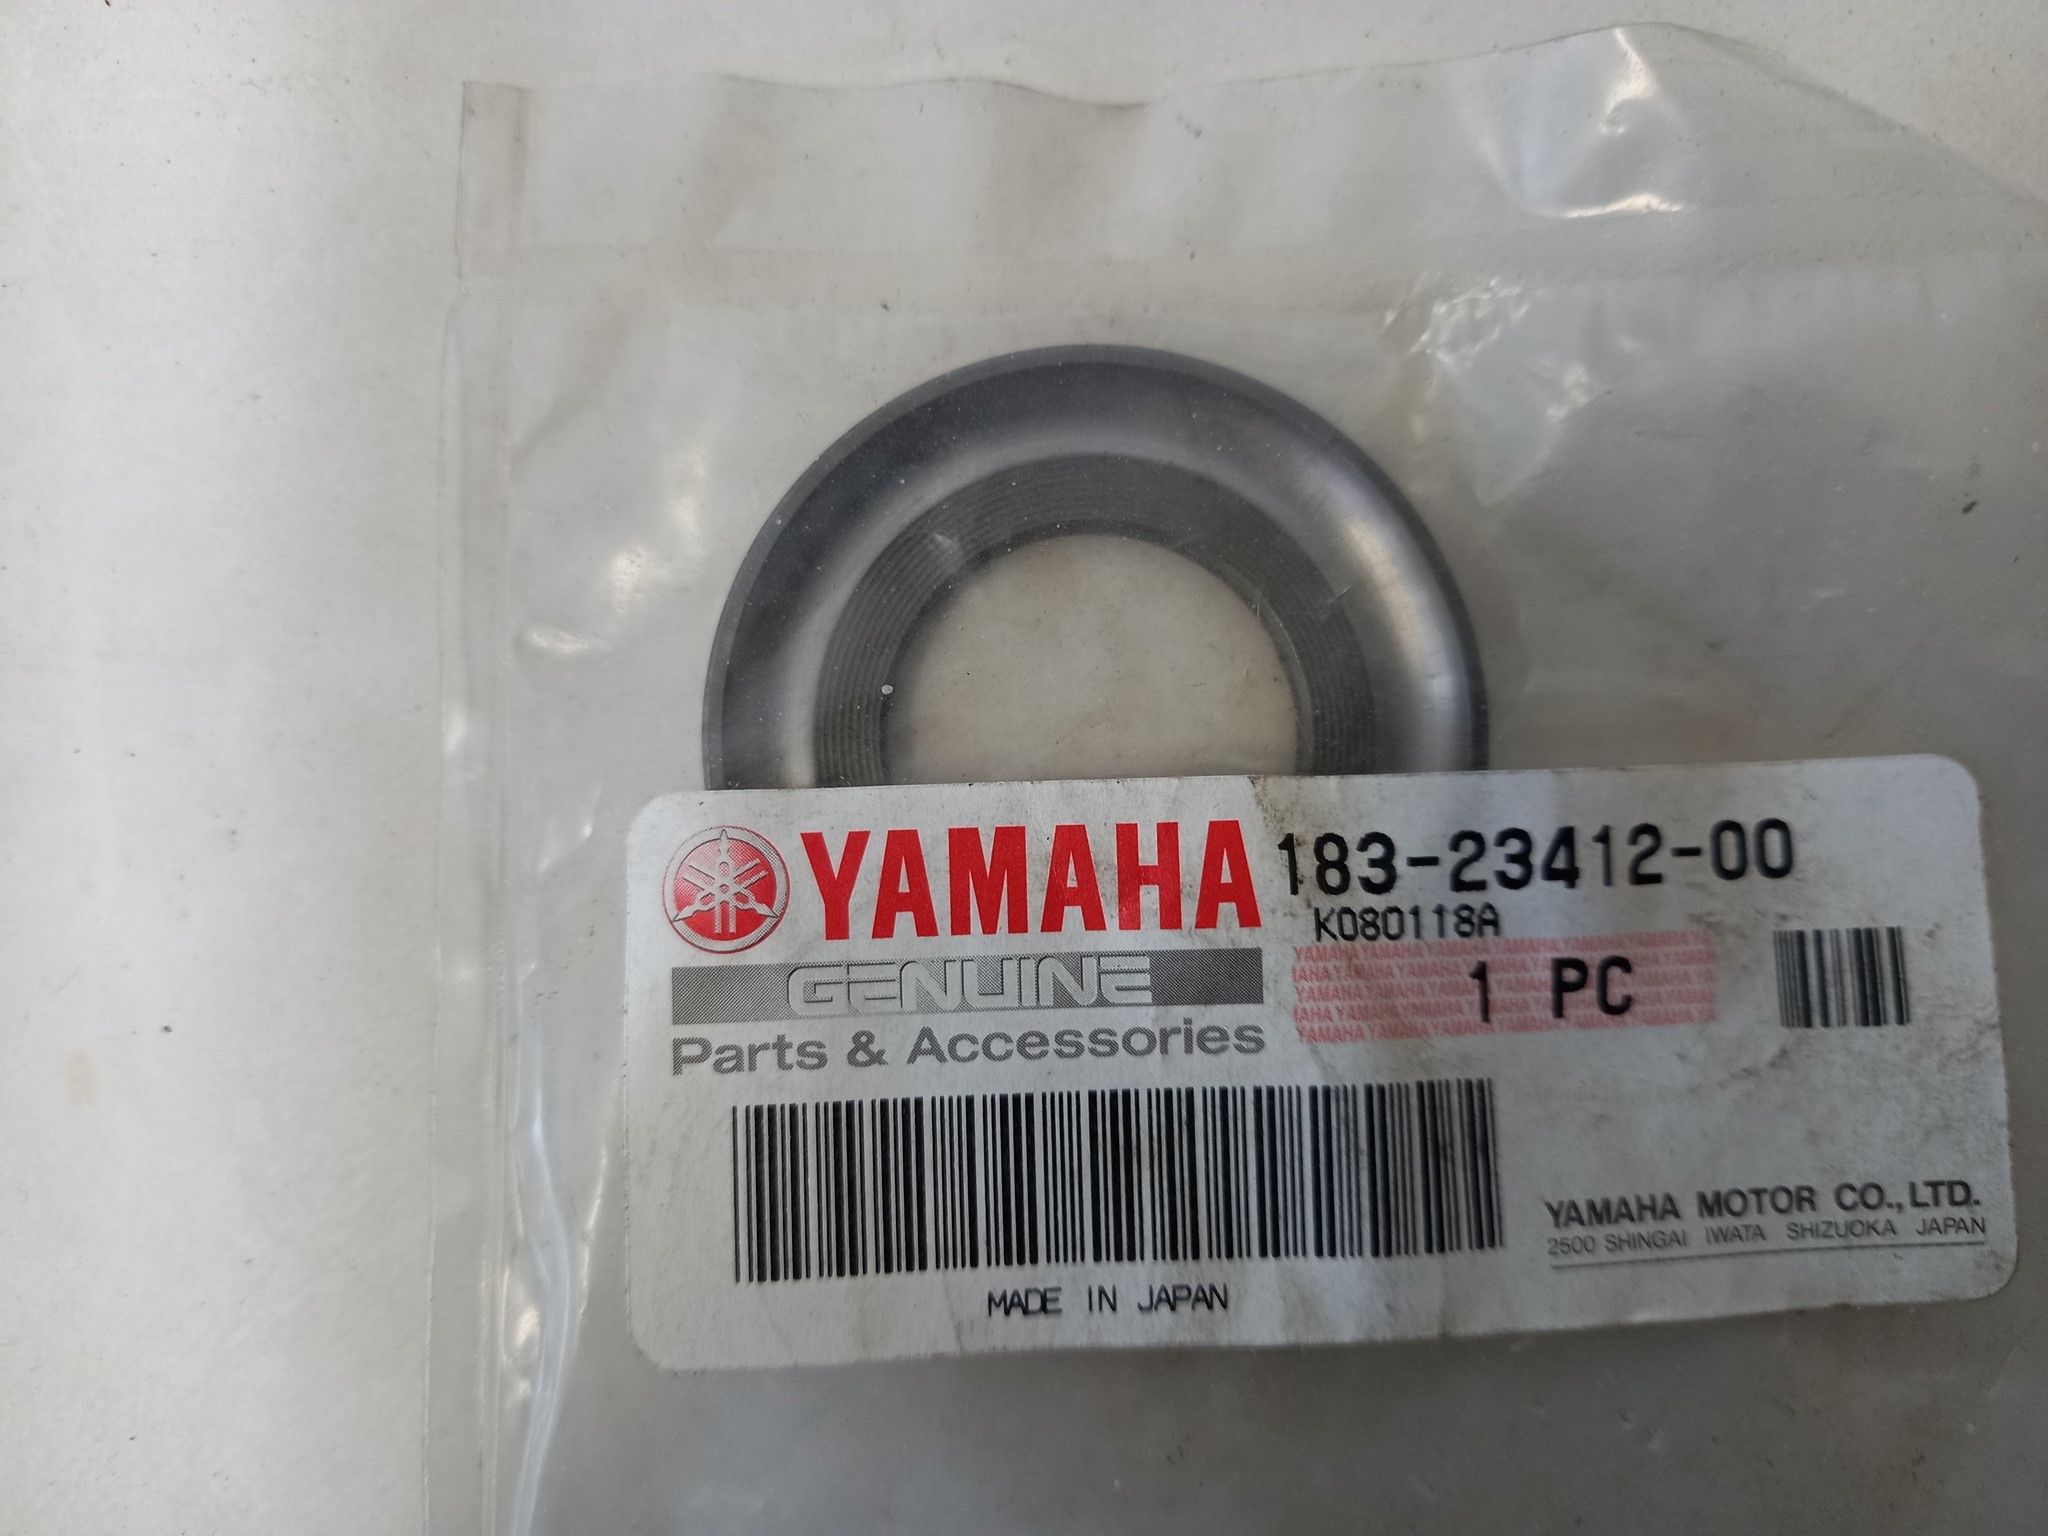 YAMAHA 183-23412-00
K080118A
GENUINE 1 PC
Parts & Accessories
YAMAHA MOTOR CO., LTD.
2500 SHINGAI IWATA SHIZUOKA JAPAN
MADE IN JAPAN